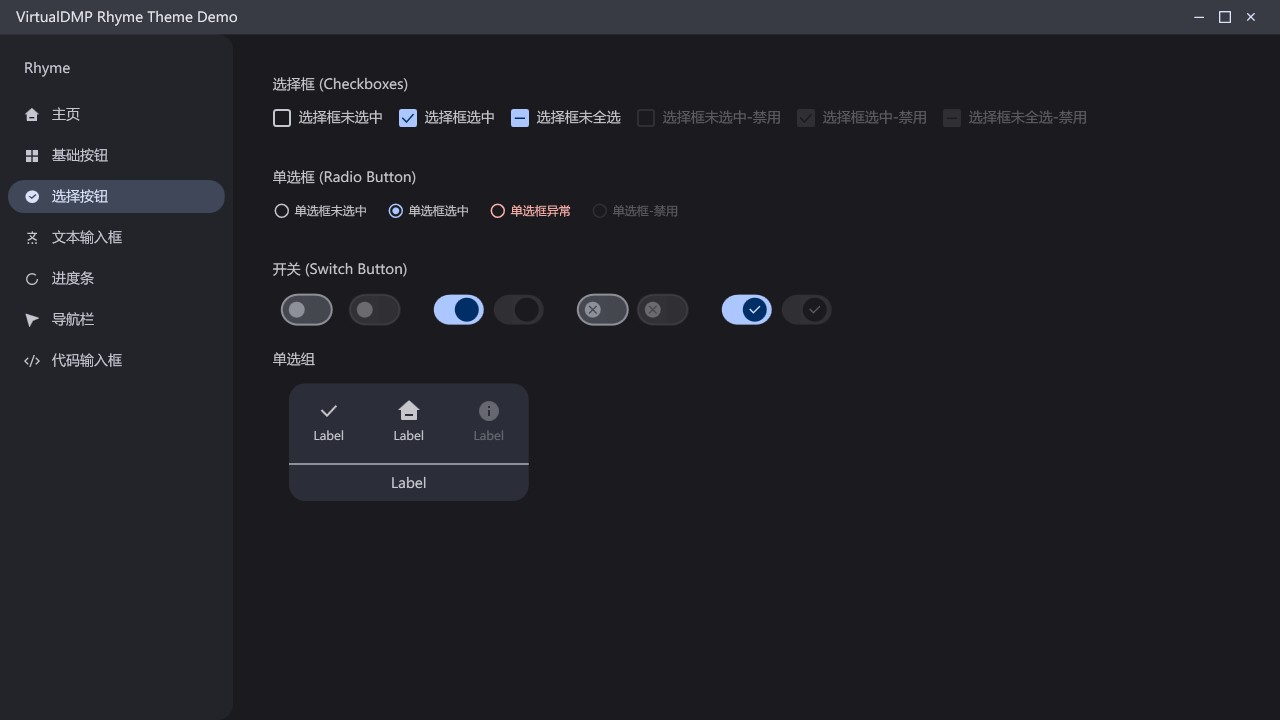 VirtualDMP Rhyme Theme Demo
Rhyme
主页
基础按钮
选择按钮
文本输入框
进度条
导航栏
代码输入框
选择框 (Checkboxes)
选择框未选中 选择框选中 选择框未全选 选择框未选中-禁用 选择框选中-禁用 选择框未全选-禁用
单选框 (Radio Button)
单选框未选中 单选框选中 单选框异常 单选框-禁用
开关 (Switch Button)
单选组
Label Label Label
Label